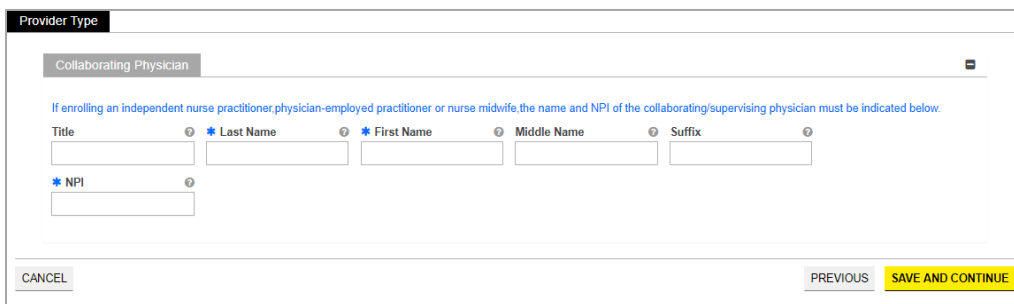 Provider Type
Collaborating Physician
If enrolling an independent nurse practitioner,physician-employed practitioner or nurse midwife,the name and NPI of the collaborating/supervising physician must be indicated below.
Title ? * Last Name ? * First Name ? Middle Name ? Suffix ?
* NPI ?
CANCEL PREVIOUS SAVE AND CONTINUE